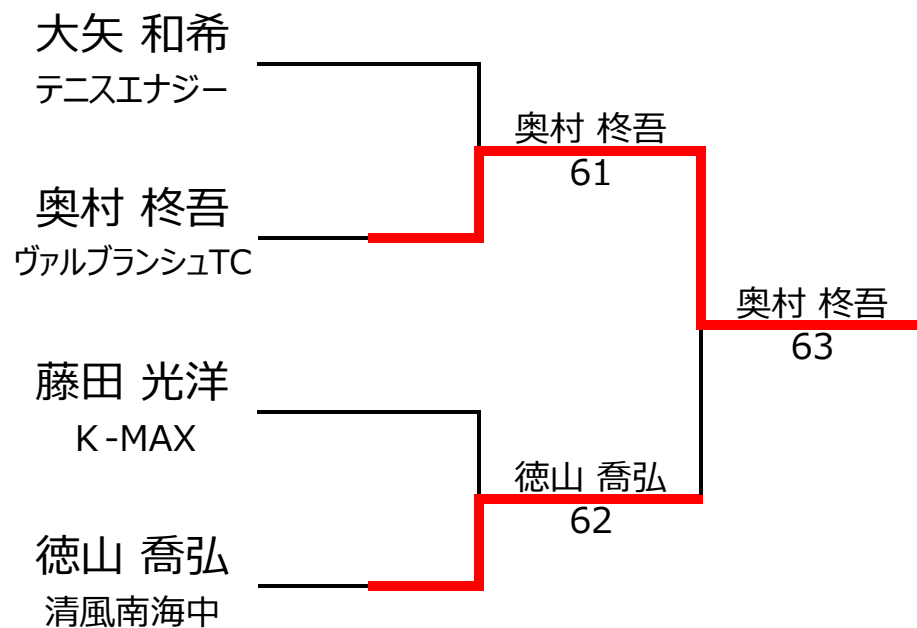 大矢 和希
テニスエナジー
奥村 柊吾
61
奥村 柊吾
ヴァルブランシュTC
奥村 柊吾
63
藤田 光洋
K-MAX
徳山 喬弘
62
徳山 喬弘
清風南海中